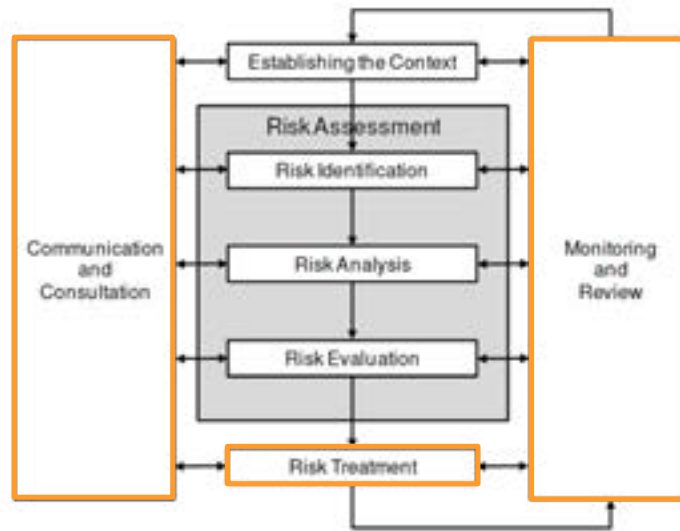 Establishing the Context
Risk Assessment
Risk Identification
Communication
and
Consultation
Risk Analysis
Monitoring
and
Review
Risk Evaluation
Risk Treatment